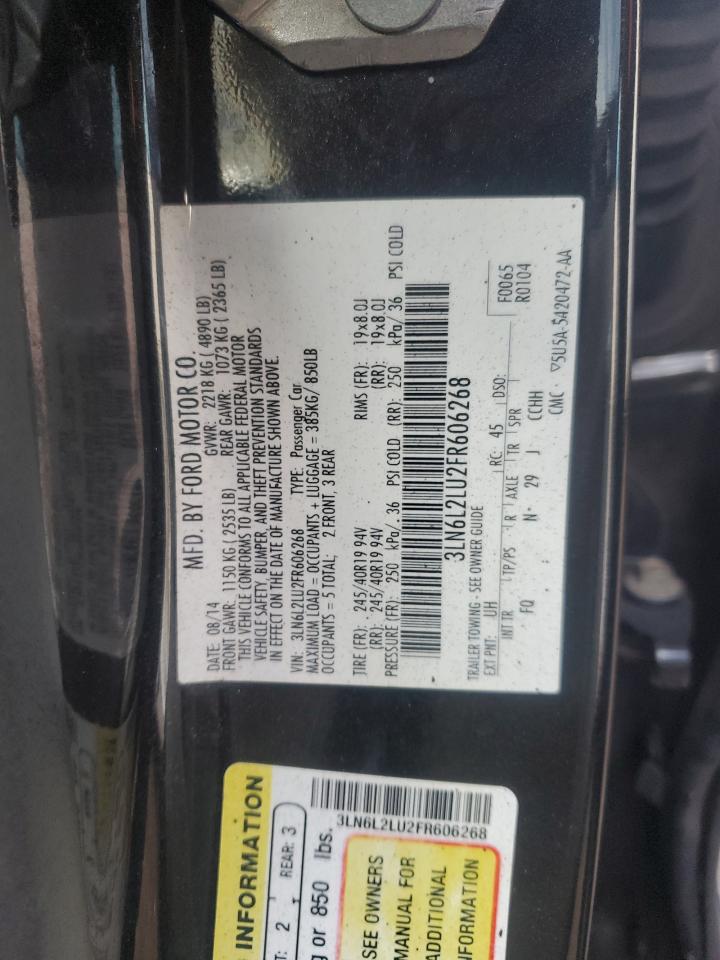 MFD. BY FORD MOTOR CO.
DATE: 08/14 GVWR: 2218 KG ( 4890 LB)
FRONT GAWR: 1150 KG ( 2535 LB) REAR GAWR: 1073 KG ( 2365 LB)
THIS VEHICLE CONFORMS TO ALL APPLICABLE FEDERAL MOTOR
VEHICLE SAFETY, BUMPER, AND THEFT PREVENTION STANDARDS
IN EFFECT ON THE DATE OF MANUFACTURE SHOWN ABOVE.
VIN: 3LN6L2LU2FR606268 TYPE: Passenger Car
MAXIMUM LOAD = OCCUPANTS + LUGGAGE = 385KG/ 850LB
OCCUPANTS = 5 TOTAL; 2 FRONT, 3 REAR
TIRE (FR): 245/40R19 94V RIMS (FR): 19x8.0J
(RR): 245/40R19 94V (RR): 19x8.0J
PRESSURE (FR): 250 kPa/ 36 PSI COLD (RR): 250 kPa/ 36 PSI COLD
3LN6L2LU2FR606268
TRAILER TOWING - SEE OWNER GUIDE
EXT PNT: UH RC: 45 DSO: F0065
R0104
INT TR TP/PS R AXLE TR SPR
FQ N 29 J CCHH
CMC 5U5A-5420472-AA
INFORMATION
T: 2 REAR: 3
g or 850 lbs.
3LN6L2LU2FR606268
SEE OWNERS
MANUAL FOR
ADDITIONAL
INFORMATION